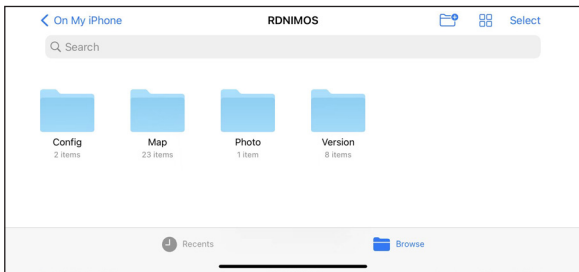 On My iPhone
RDNIMOS
Select
Search
Config
Map
Photo
Version
2 items
23 items
1 item
8 items
Recents
Browse